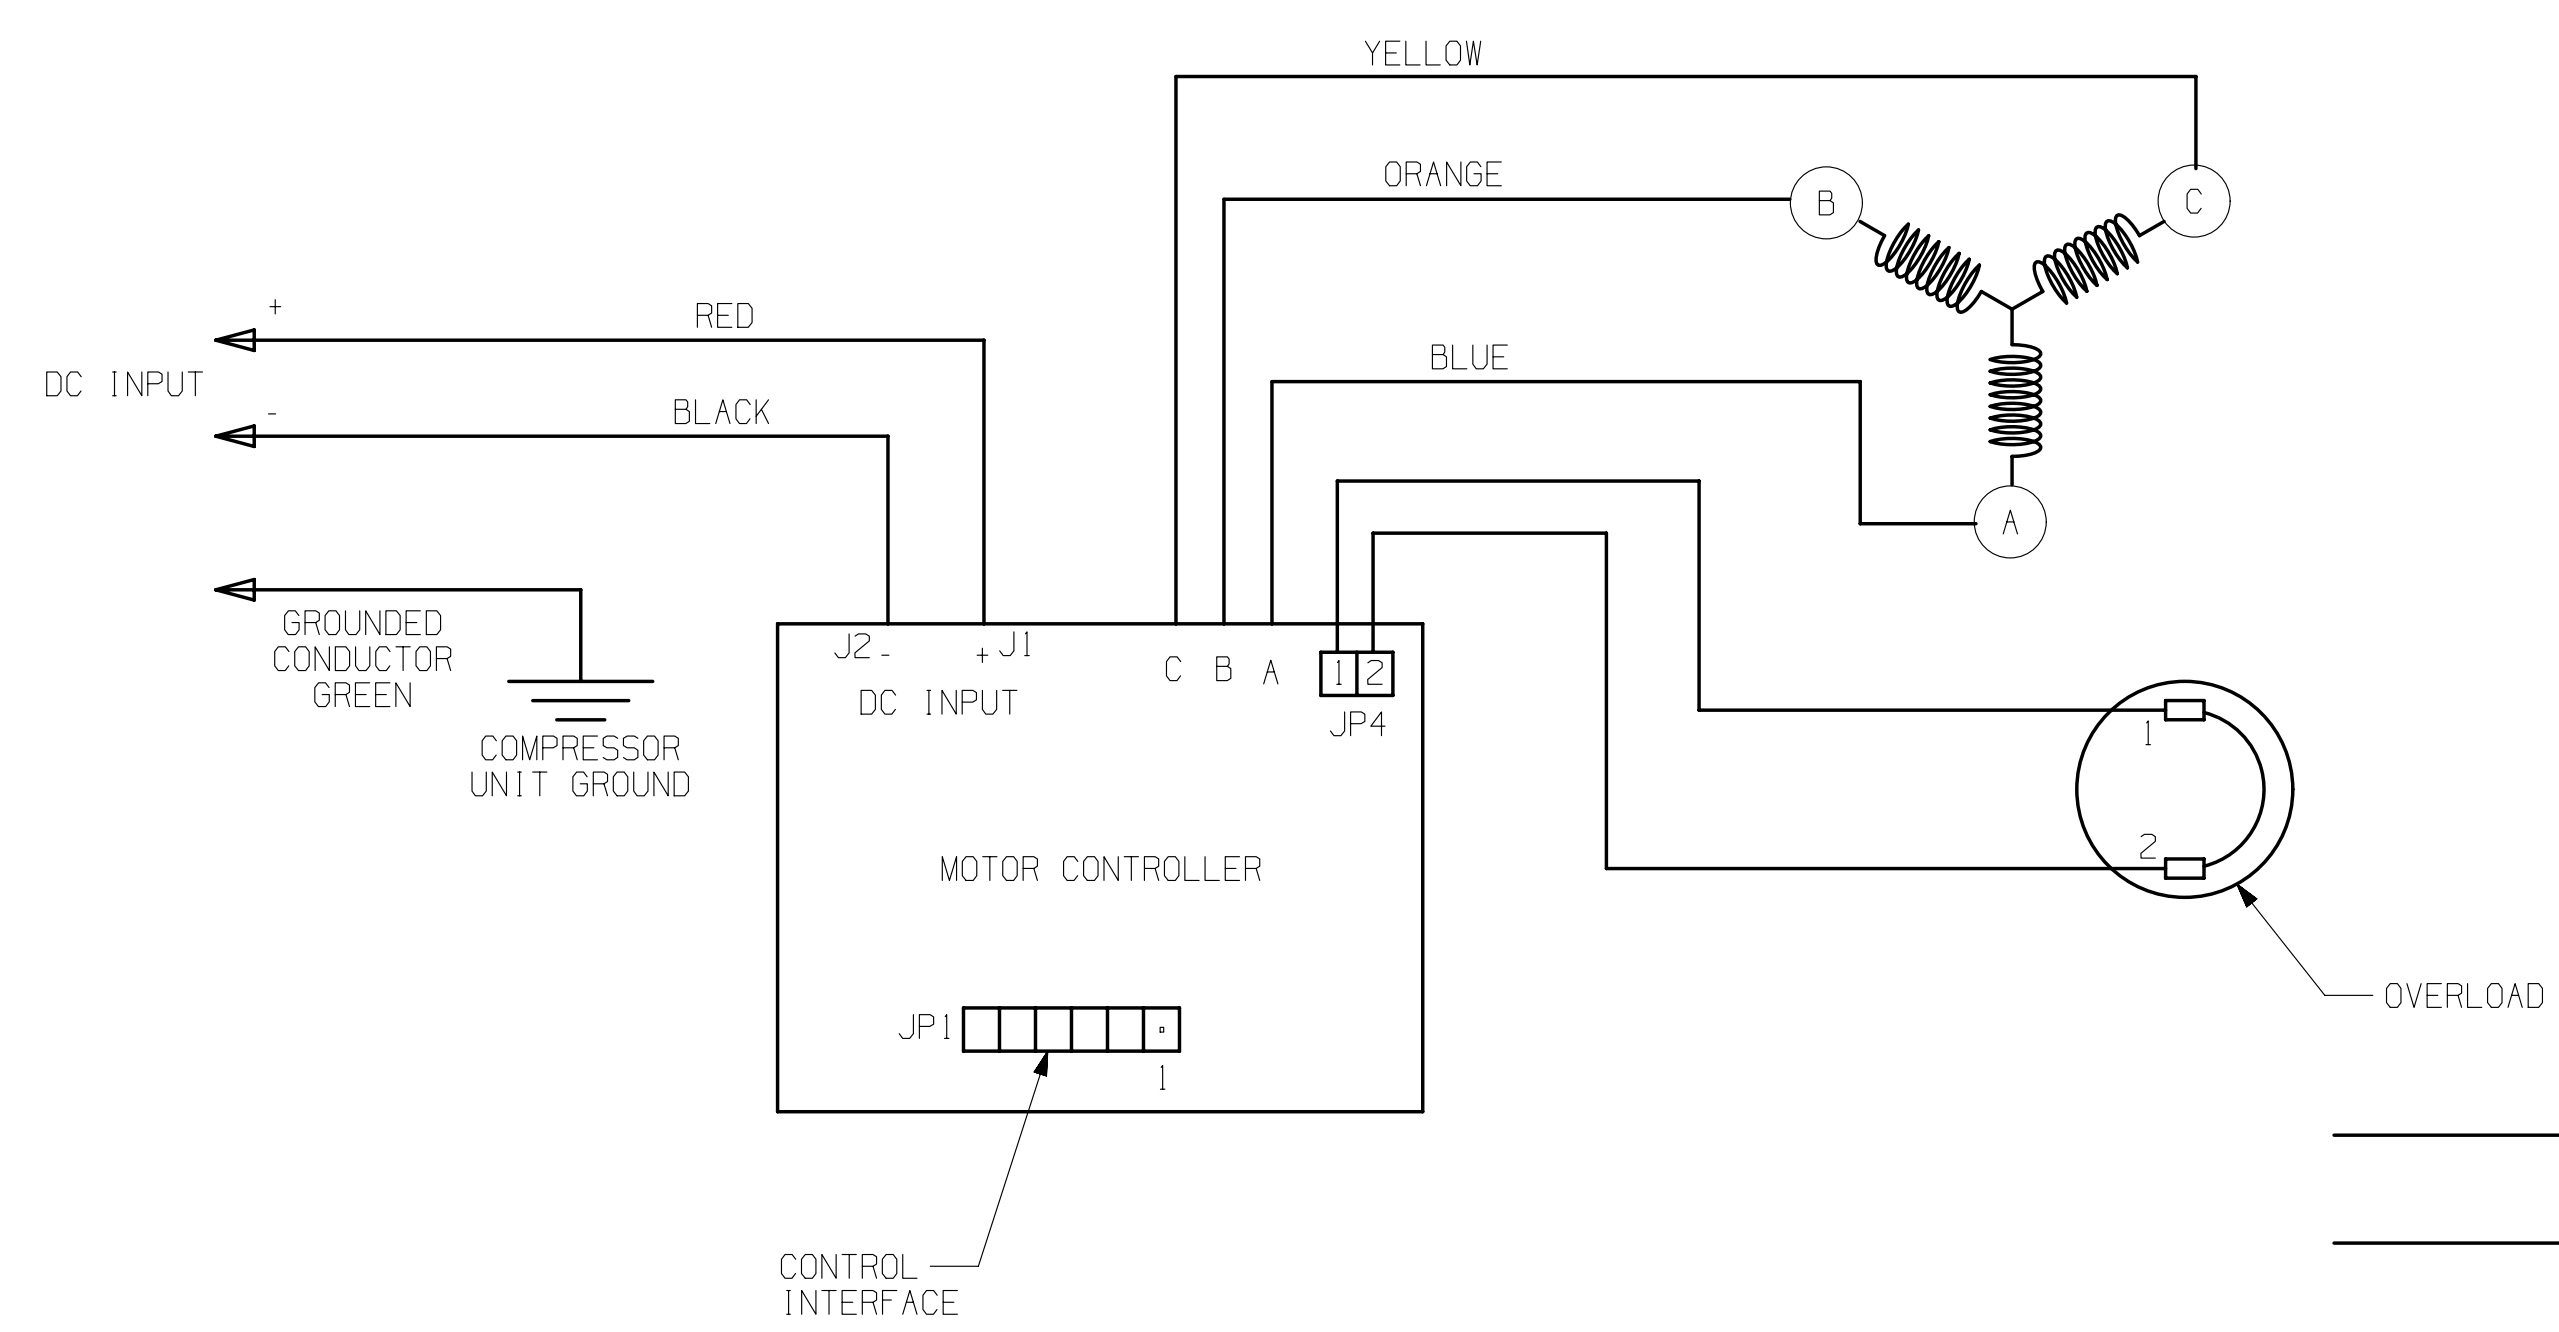 YELLOW
ORANGE
B
C
+
RED
DC INPUT
BLUE
-
BLACK
A
GROUNDED
CONDUCTOR
GREEN
COMPRESSOR
UNIT GROUND
J2 - + J1
C B A 1 2
DC INPUT
JP4
1
2
MOTOR CONTROLLER
OVERLOAD
JP1
1
CONTROL
INTERFACE